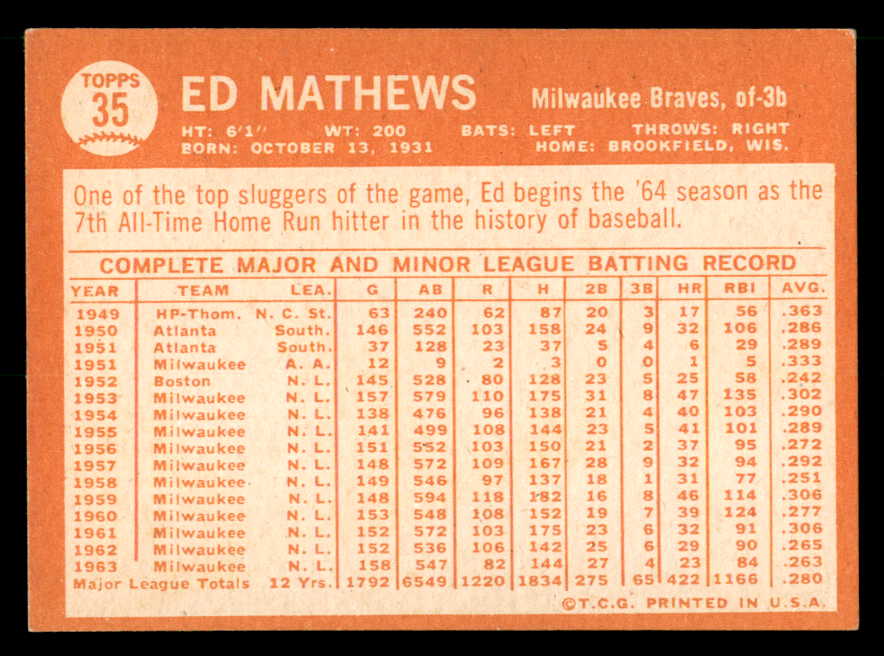 TOPPS
35
ED MATHEWS
Milwaukee Braves, of-3b
HT: 6'1" WT: 200 BATS: LEFT THROWS: RIGHT
BORN: OCTOBER 13, 1931 HOME: BROOKFIELD, WIS.
One of the top sluggers of the game, Ed begins the '64 season as the
7th All-Time Home Run hitter in the history of baseball.
COMPLETE MAJOR AND MINOR LEAGUE BATTING RECORD
YEAR TEAM LEA. G AB R H 2B 3B HR RBI AVG.
1949 HP-Thom. N. C. St. 63 240 62 87 20 3 17 56 .363
1950 Atlanta South. 146 552 103 158 24 9 32 106 .286
1951 Atlanta South. 37 128 23 37 5 4 6 29 .289
1951 Milwaukee A. A. 12 9 2 3 0 0 1 5 .333
1952 Boston N. L. 145 528 80 128 23 5 25 58 .242
1953 Milwaukee N. L. 157 579 110 175 31 8 47 135 .302
1954 Milwaukee N. L. 138 476 96 138 21 4 40 103 .290
1955 Milwaukee N. L. 141 499 108 144 23 5 41 101 .289
1956 Milwaukee N. L. 151 552 103 150 21 2 37 95 .272
1957 Milwaukee N. L. 148 572 109 167 28 9 32 94 .292
1958 Milwaukee N. L. 149 546 97 137 18 1 31 77 .251
1959 Milwaukee N. L. 148 594 118 182 16 8 46 114 .306
1960 Milwaukee N. L. 153 548 108 152 19 7 39 124 .277
1961 Milwaukee N. L. 152 572 103 175 23 6 32 91 .306
1962 Milwaukee N. L. 152 536 106 142 25 6 29 90 .265
1963 Milwaukee N. L. 158 547 82 144 27 4 23 84 .263
Major League Totals 12 Yrs. 1792 6549 1220 1834 275 65 422 1166 .280
©T.C.G. PRINTED IN U.S.A.